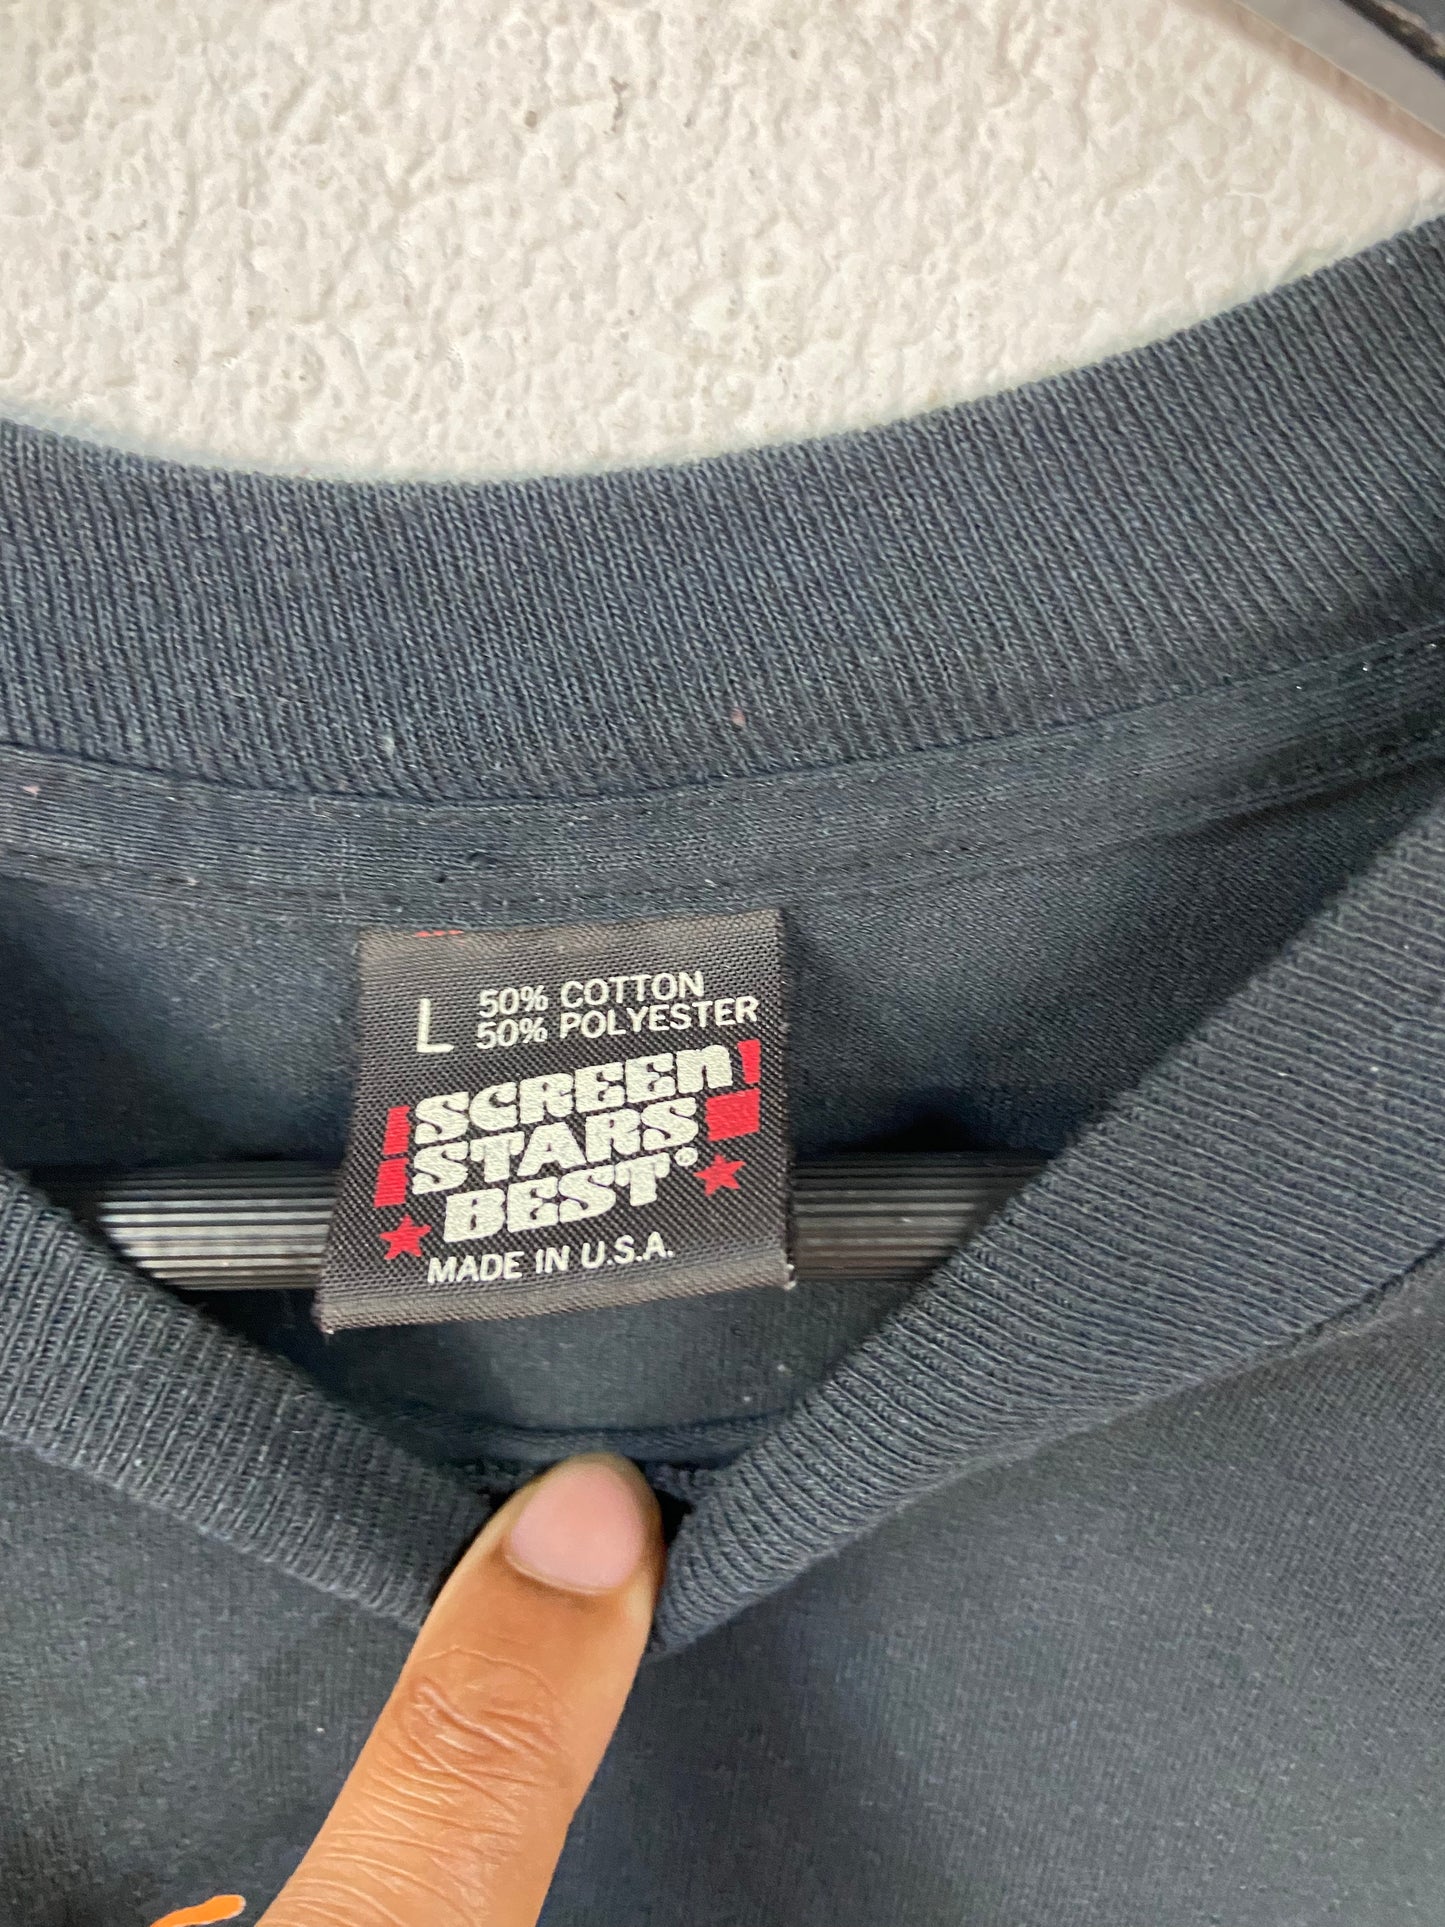 L 50% COTTON
50% POLYESTER
SCREEN
STARS
BEST®
MADE IN U.S.A.